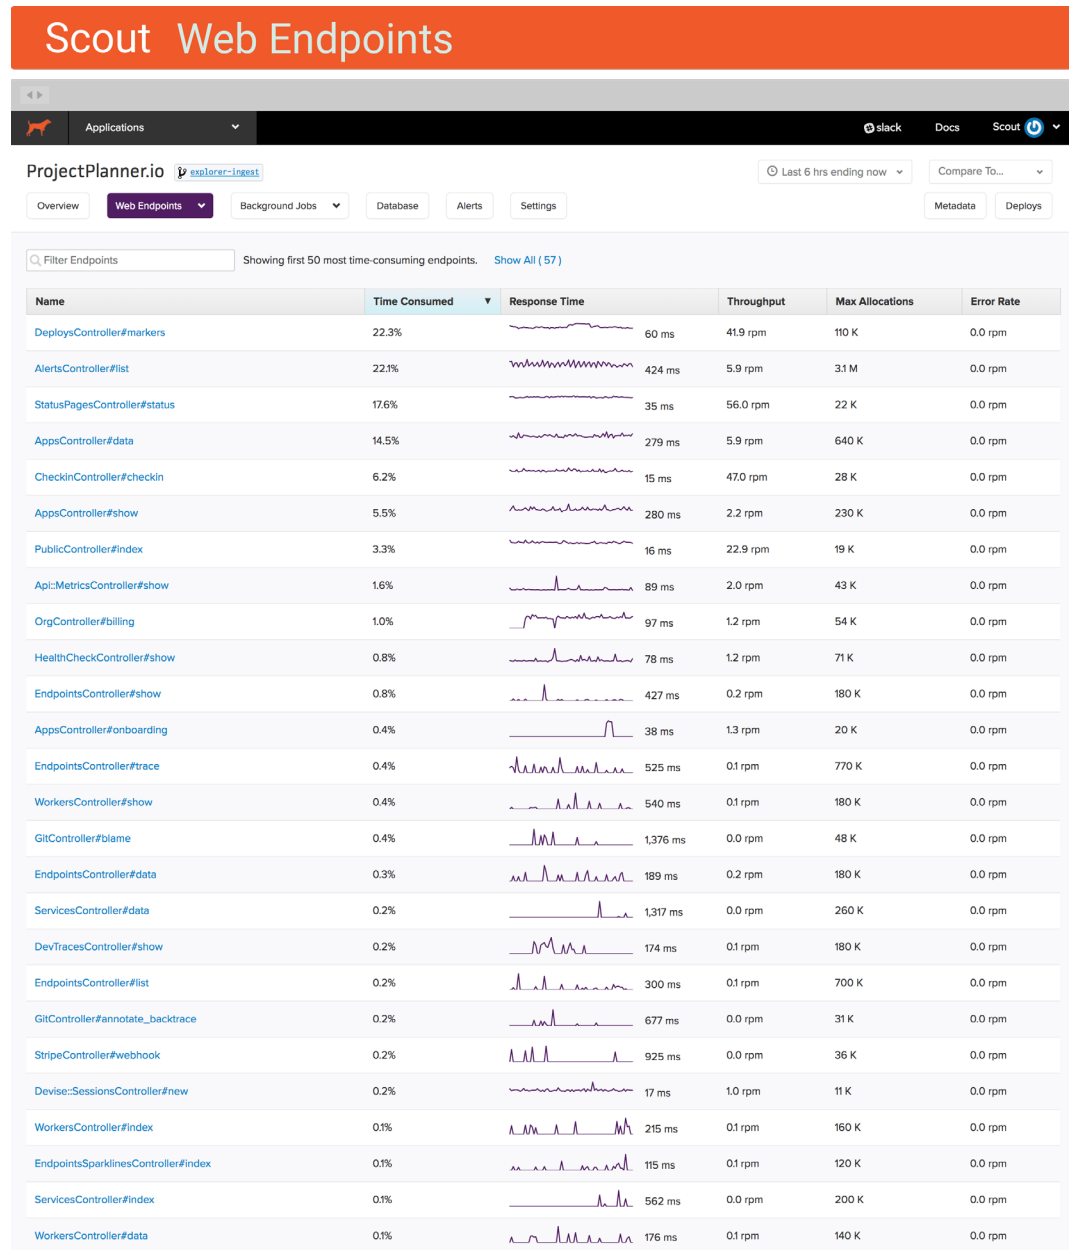 Scout Web Endpoints
Applications slack Docs Scout
ProjectPlanner.io explorer-ingest Last 6 hrs ending now Compare To...
Overview Web Endpoints Background Jobs Database Alerts Settings Metadata Deploys
Filter Endpoints Showing first 50 most time-consuming endpoints. Show All ( 57 )
Name Time Consumed Response Time Throughput Max Allocations Error Rate
DeploysController#markers 22.3% 60 ms 41.9 rpm 110 K 0.0 rpm
AlertsController#list 22.1% 424 ms 5.9 rpm 3.1 M 0.0 rpm
StatusPagesController#status 17.6% 35 ms 56.0 rpm 22 K 0.0 rpm
AppsController#data 14.5% 279 ms 5.9 rpm 640 K 0.0 rpm
CheckinController#checkin 6.2% 15 ms 47.0 rpm 28 K 0.0 rpm
AppsController#show 5.5% 280 ms 2.2 rpm 230 K 0.0 rpm
PublicController#index 3.3% 16 ms 22.9 rpm 19 K 0.0 rpm
Api::MetricsController#show 1.6% 89 ms 2.0 rpm 43 K 0.0 rpm
OrgController#billing 1.0% 97 ms 1.2 rpm 54 K 0.0 rpm
HealthCheckController#show 0.8% 78 ms 1.2 rpm 71 K 0.0 rpm
EndpointsController#show 0.8% 427 ms 0.2 rpm 180 K 0.0 rpm
AppsController#onboarding 0.4% 38 ms 1.3 rpm 20 K 0.0 rpm
EndpointsController#trace 0.4% 525 ms 0.1 rpm 770 K 0.0 rpm
WorkersController#show 0.4% 540 ms 0.1 rpm 180 K 0.0 rpm
GitController#blame 0.4% 1,376 ms 0.0 rpm 48 K 0.0 rpm
EndpointsController#data 0.3% 189 ms 0.2 rpm 180 K 0.0 rpm
ServicesController#data 0.2% 1,317 ms 0.0 rpm 260 K 0.0 rpm
DevTracesController#show 0.2% 174 ms 0.1 rpm 180 K 0.0 rpm
EndpointsController#list 0.2% 300 ms 0.1 rpm 700 K 0.0 rpm
GitController#annotate_backtrace 0.2% 677 ms 0.0 rpm 31 K 0.0 rpm
StripeController#webhook 0.2% 925 ms 0.0 rpm 36 K 0.0 rpm
Devise::SessionsController#new 0.2% 17 ms 1.0 rpm 11 K 0.0 rpm
WorkersController#index 0.1% 215 ms 0.1 rpm 160 K 0.0 rpm
EndpointsSparklinesController#index 0.1% 115 ms 0.1 rpm 120 K 0.0 rpm
ServicesController#index 0.1% 562 ms 0.0 rpm 200 K 0.0 rpm
WorkersController#data 0.1% 176 ms 0.1 rpm 140 K 0.0 rpm